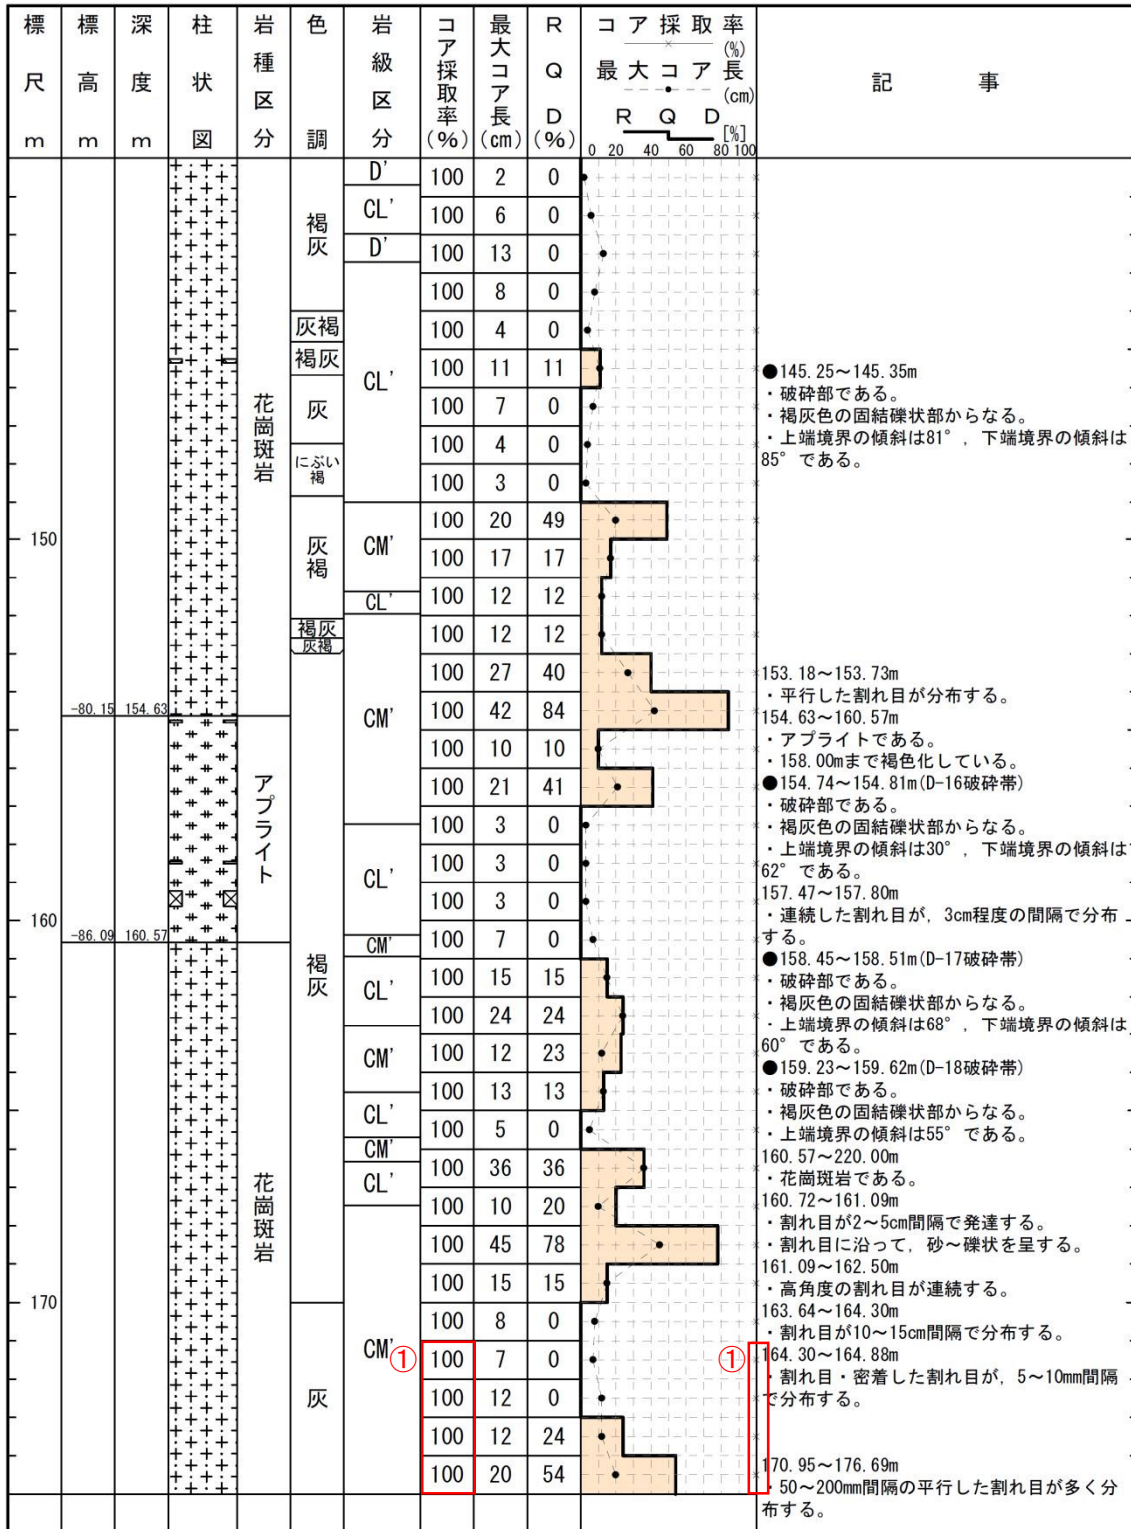 標尺m
標高m
深度m
柱状図
岩種区分
色調
岩級区分
コア採取率(%)
最大コア長(cm)
RQD(%)
コア採取率
(%)
最大コア長
(cm)
RQD
[%]
0 20 40 60 80 100
記事
150
160
170
-80.15 154.63
-86.09 160.57
花崗斑岩
アプライト
花崗斑岩
褐灰
灰褐
褐灰
灰
にぶい褐
灰褐
褐灰
灰褐
褐灰
灰
D'
CL'
D'
CL'
CM'
CL'
CM'
CL'
CM'
CL'
CM'
CL'
CM'
CL'
CM'
100 2 0
100 6 0
100 13 0
100 8 0
100 4 0
100 11 11
100 7 0
100 4 0
100 3 0
100 20 49
100 17 17
100 12 12
100 12 12
100 27 40
100 42 84
100 10 10
100 21 41
100 3 0
100 3 0
100 3 0
100 7 0
100 15 15
100 24 24
100 12 23
100 13 13
100 5 0
100 36 36
100 10 20
100 45 78
100 15 15
100 8 0
① 100 7 0 ①
100 12 0
100 12 24
100 20 54
●145.25～145.35m
・破砕部である。
・褐灰色の固結礫状部からなる。
・上端境界の傾斜は81°，下端境界の傾斜は
85°である。
153.18～153.73m
・平行した割れ目が分布する。
154.63～160.57m
・アプライトである。
・158.00mまで褐色化している。
●154.74～154.81m(D-16破砕帯)
・破砕部である。
・褐灰色の固結礫状部からなる。
・上端境界の傾斜は30°，下端境界の傾斜は
62°である。
157.47～157.80m
・連続した割れ目が，3cm程度の間隔で分布
する。
●158.45～158.51m(D-17破砕帯)
・破砕部である。
・褐灰色の固結礫状部からなる。
・上端境界の傾斜は68°，下端境界の傾斜は
60°である。
●159.23～159.62m(D-18破砕帯)
・破砕部である。
・褐灰色の固結礫状部からなる。
・上端境界の傾斜は55°である。
160.57～220.00m
・花崗斑岩である。
160.72～161.09m
・割れ目が2～5cm間隔で発達する。
・割れ目に沿って，砂～礫状を呈する。
161.09～162.50m
・高角度の割れ目が連続する。
163.64～164.30m
・割れ目が10～15cm間隔で分布する。
164.30～164.88m
・割れ目・密着した割れ目が，5～10mm間隔
で分布する。
170.95～176.69m
・50～200mm間隔の平行した割れ目が多く分
布する。